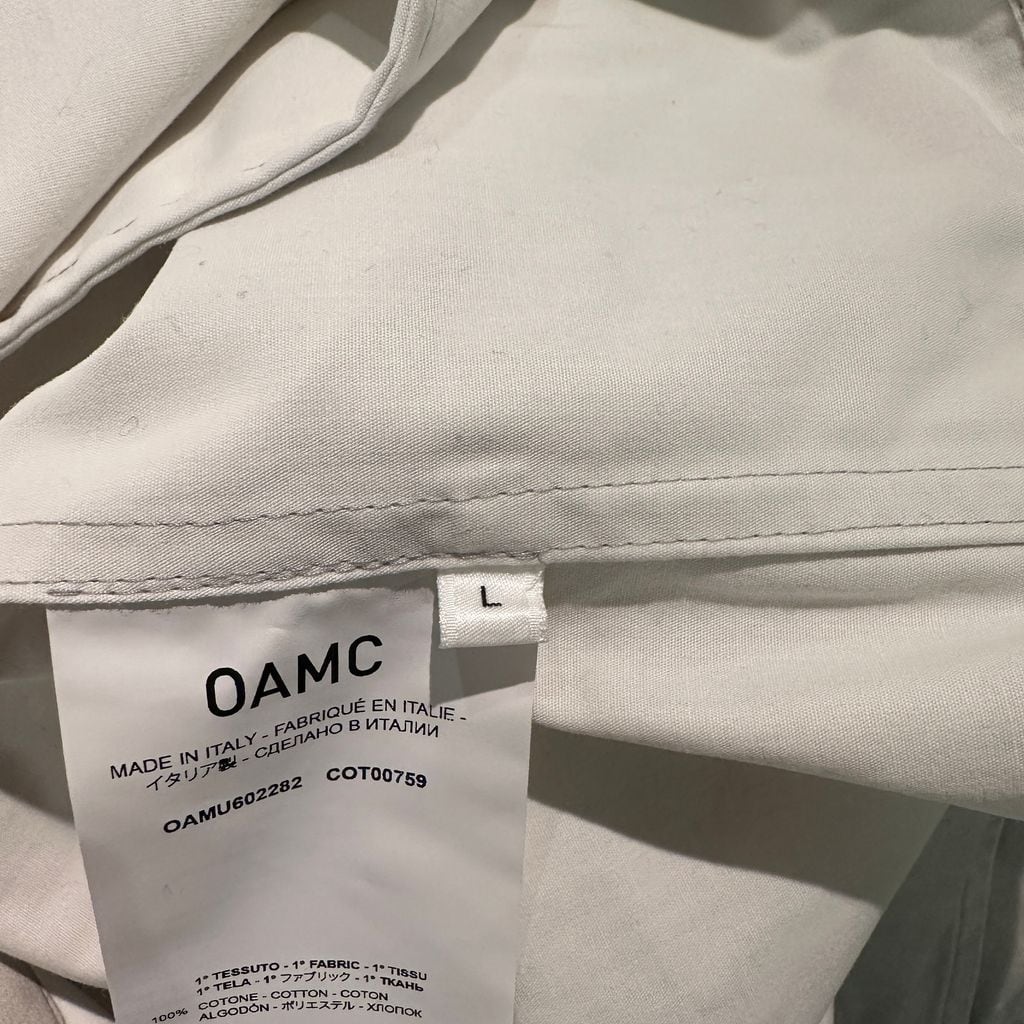 L
OAMC
MADE IN ITALY - FABRIQUÉ EN ITALIE -
イタリア製 - СДЕЛАНО В ИТАЛИИ
OAMU602282 COT00759
1° TESSUTO - 1° FABRIC - 1° TISSU
1° TELA - 1° ファブリック - 1° ТКАНЬ
100% COTONE - COTTON - COTON
ALGODÓN - ポリエステル - ХЛОПОК